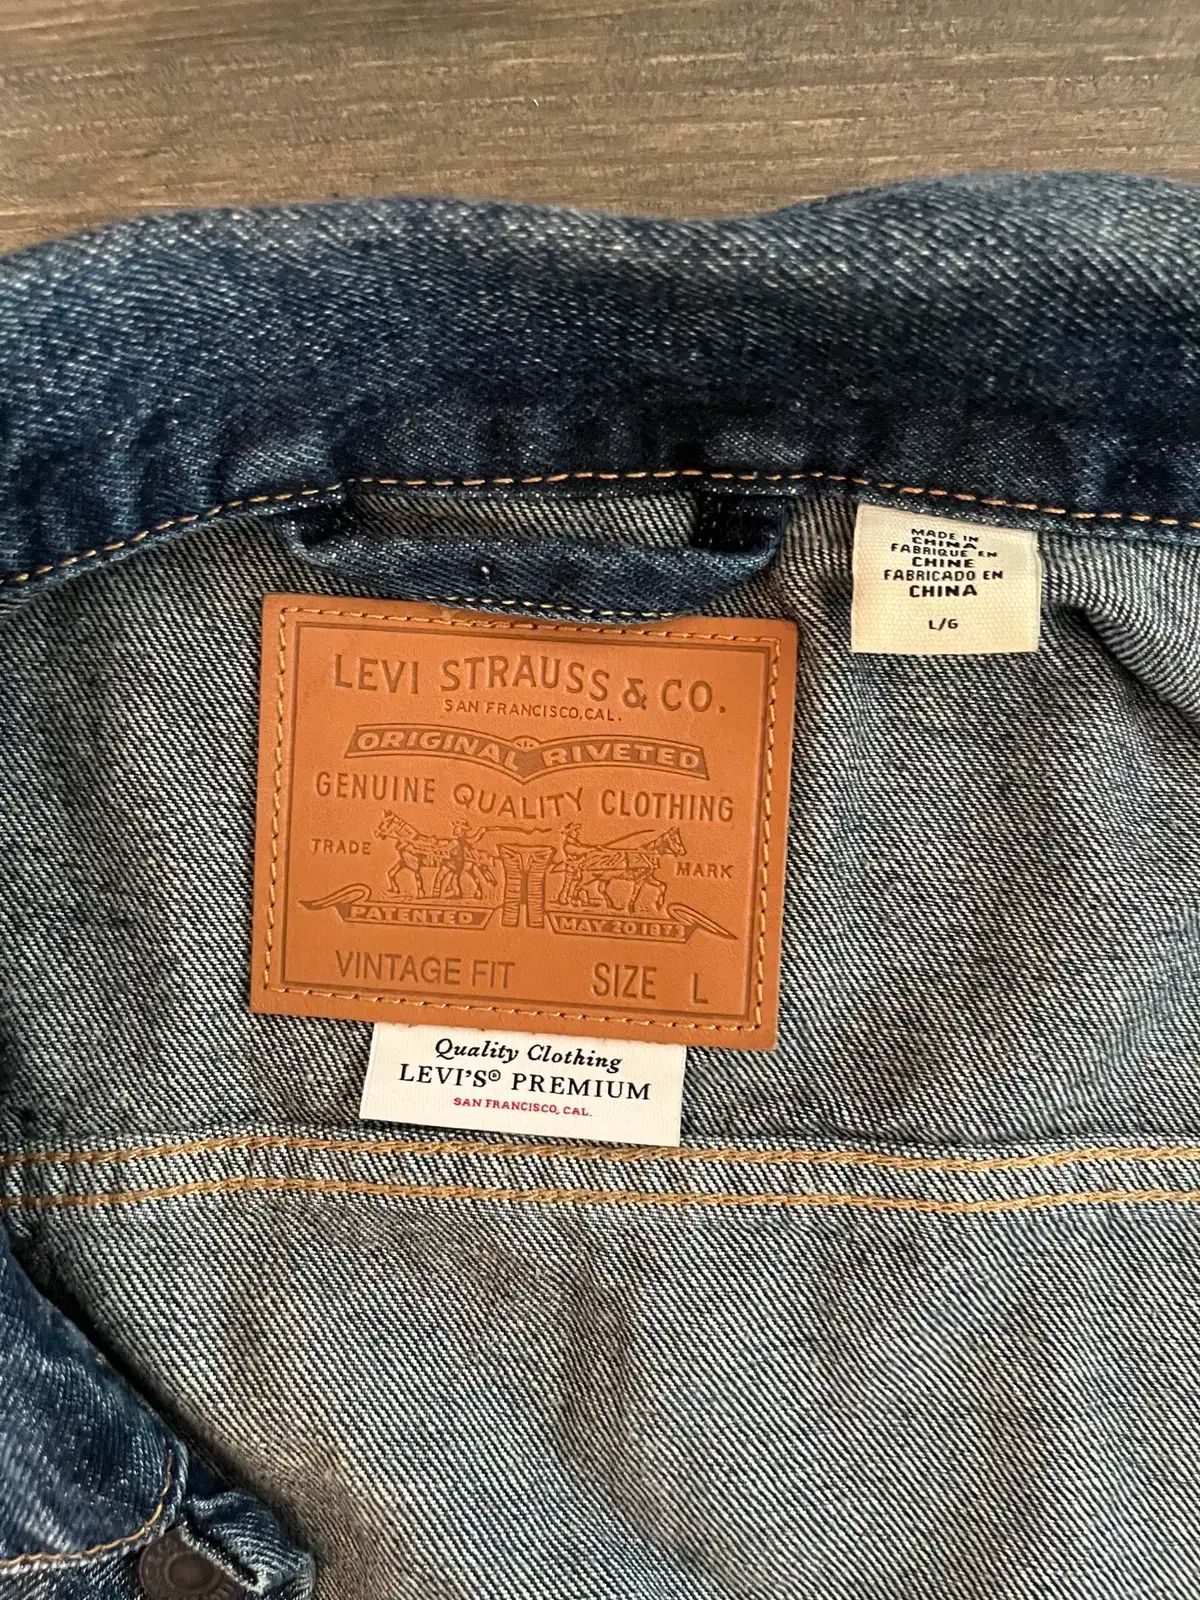 MADE IN
CHINA
FABRIQUE EN
CHINE
FABRICADO EN
CHINA
L/G
LEVI STRAUSS & CO.
SAN FRANCISCO, CAL.
ORIGINAL RIVETED
GENUINE QUALITY CLOTHING
TRADE MARK
PATENTED MAY 20 1873
VINTAGE FIT SIZE L
Quality Clothing
LEVI'S® PREMIUM
SAN FRANCISCO, CAL.